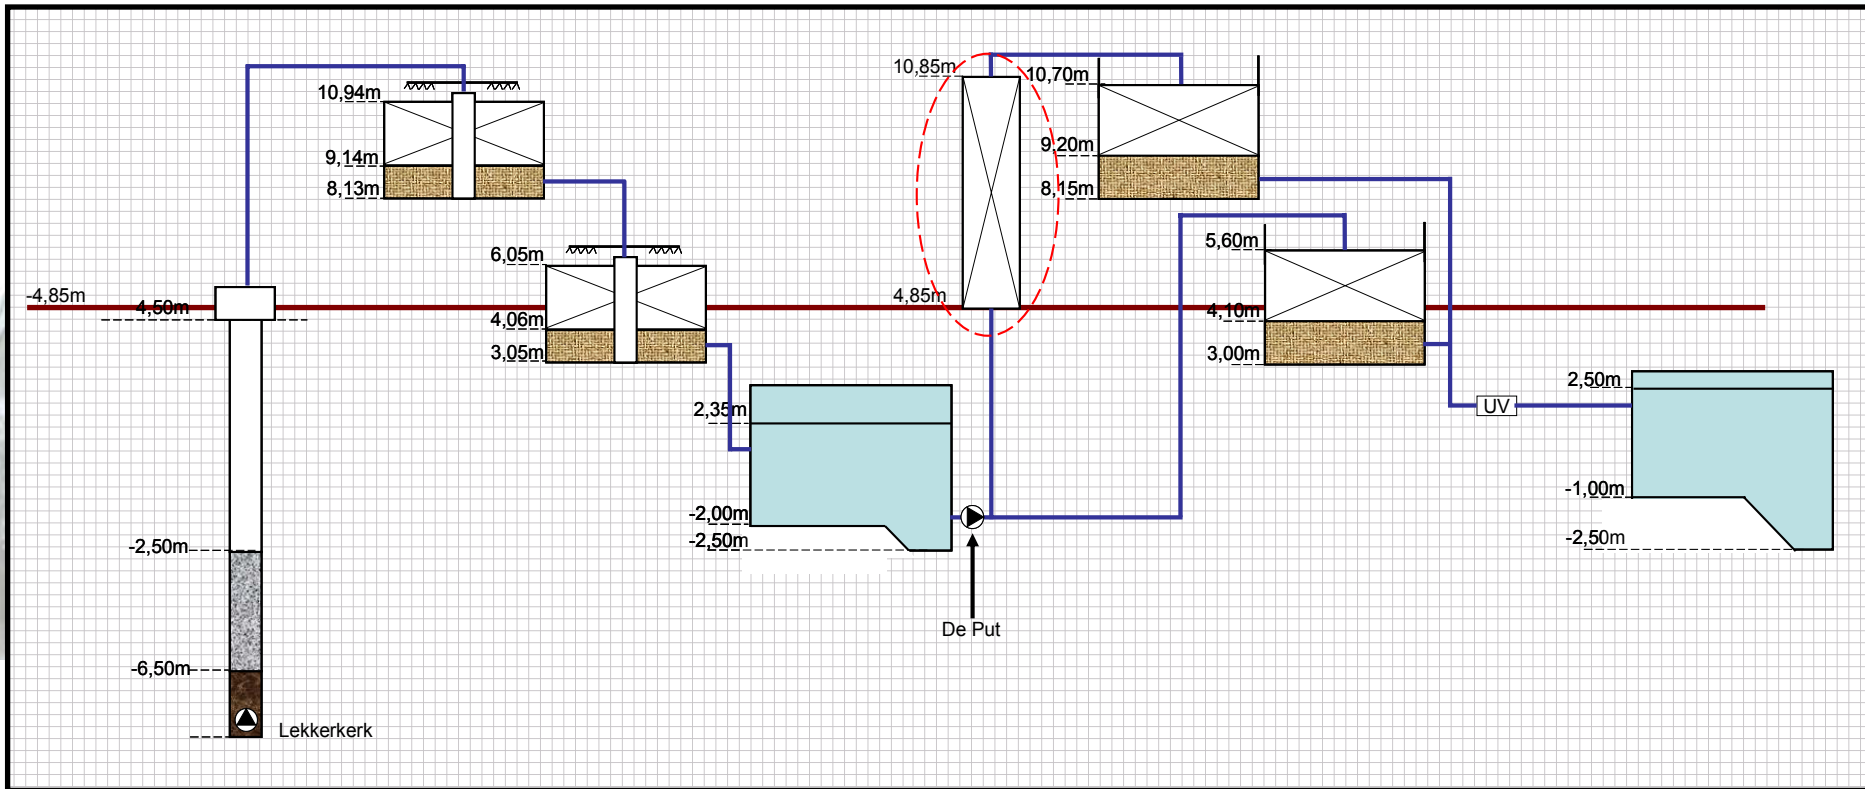 10,94m
9,14m
8,13m
6,05m
4,06m
3,05m
-4,85m
4,50m
-2,50m
-6,50m
Lekkerkerk
2,35m
-2,00m
-2,50m
De Put
10,85m
4,85m
10,70m
9,20m
8,15m
5,60m
4,10m
3,00m
UV
2,50m
-1,00m
-2,50m